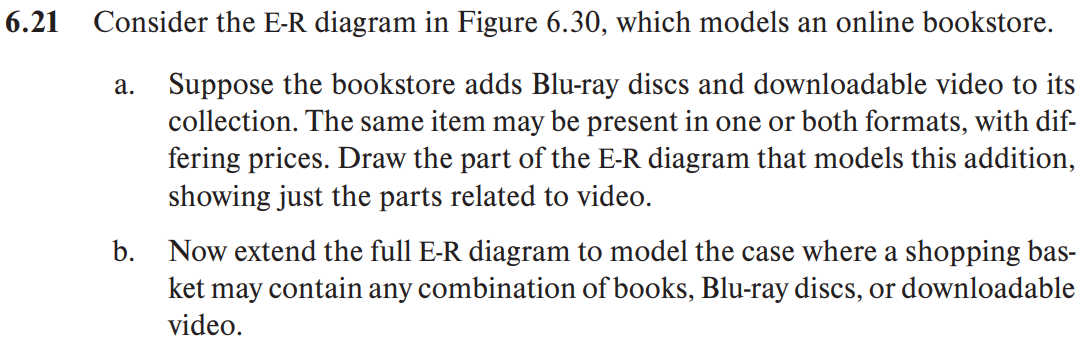 6.21 Consider the E-R diagram in Figure 6.30, which models an online bookstore.
a. Suppose the bookstore adds Blu-ray discs and downloadable video to its
collection. The same item may be present in one or both formats, with dif-
fering prices. Draw the part of the E-R diagram that models this addition,
showing just the parts related to video.
b. Now extend the full E-R diagram to model the case where a shopping bas-
ket may contain any combination of books, Blu-ray discs, or downloadable
video.